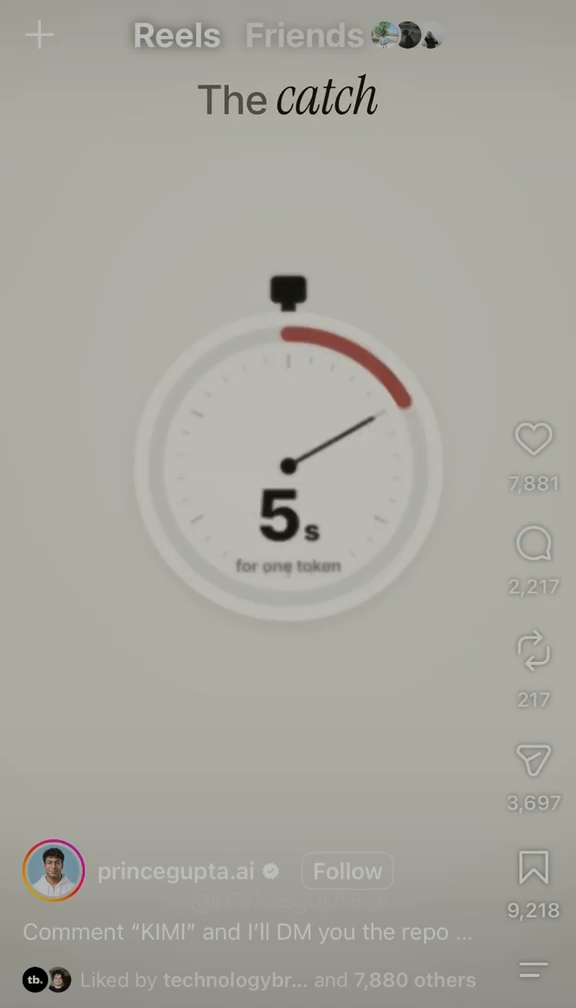 Reels Friends
The catch
5s
for one token
7,881
2,217
217
3,697
9,218
princegupta.ai Follow
Comment “KIMI” and I’ll DM you the repo ...
tb. Liked by technologybr... and 7,880 others